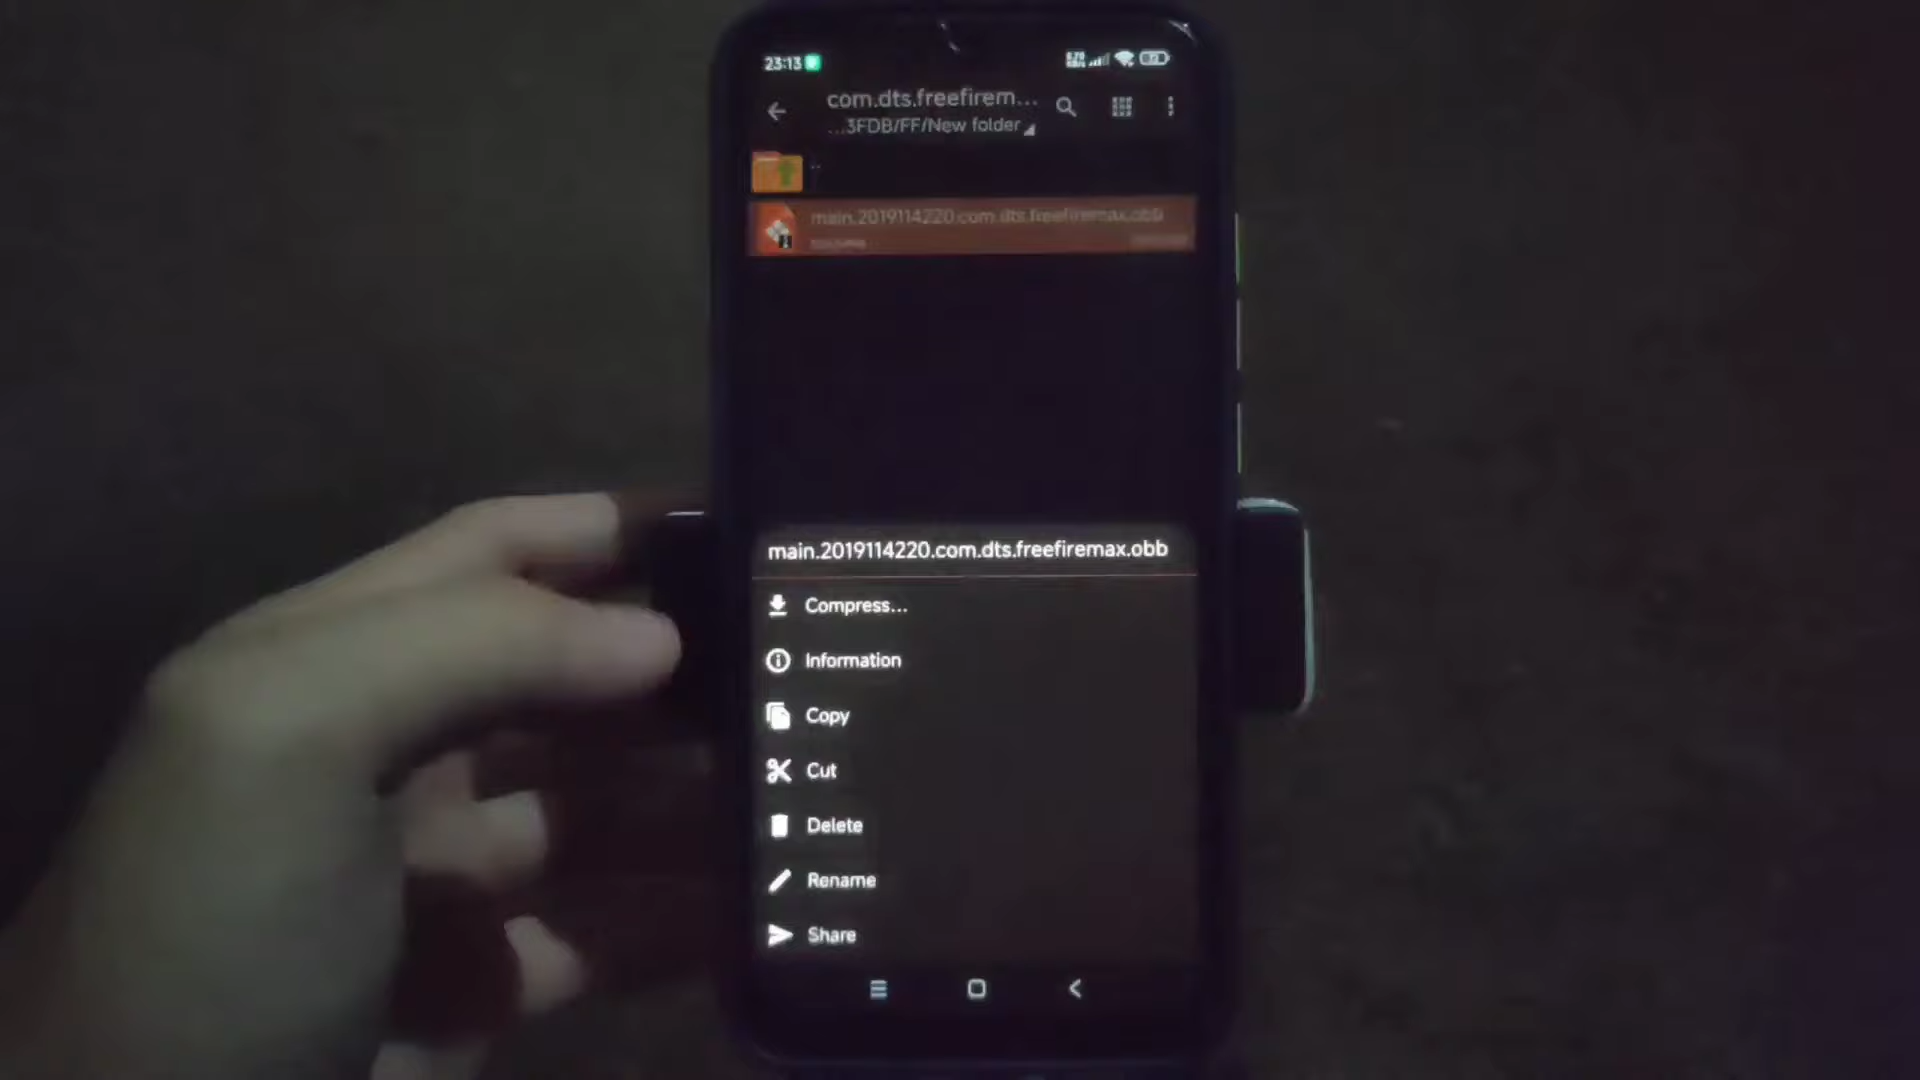 23:13
com.dts.freefirem...
...3FDB/FF/New folder
..
main.2019114220.com.dts.freefiremax.obb
main.2019114220.com.dts.freefiremax.obb
Compress...
Information
Copy
Cut
Delete
Rename
Share